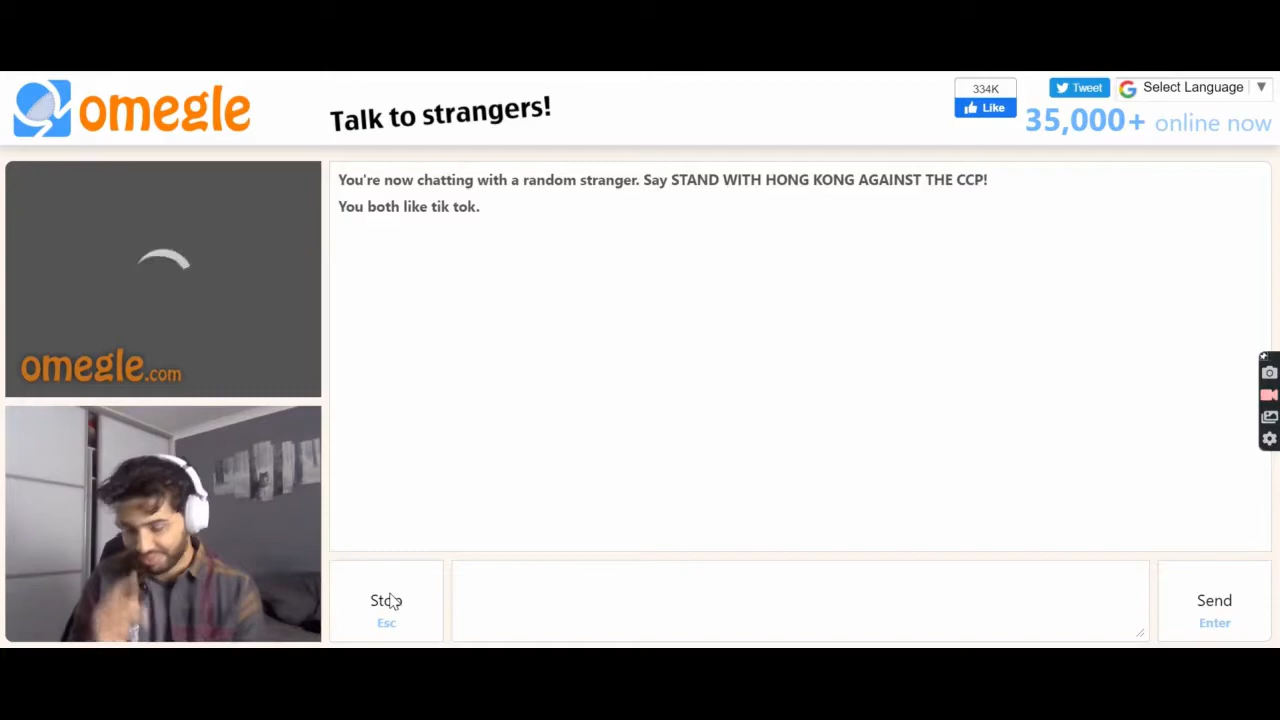 omegle
Talk to strangers!
334K
Like
Tweet
Select Language
35,000+ online now
You're now chatting with a random stranger. Say STAND WITH HONG KONG AGAINST THE CCP!
You both like tik tok.
omegle.com
Stop
Esc
Send
Enter